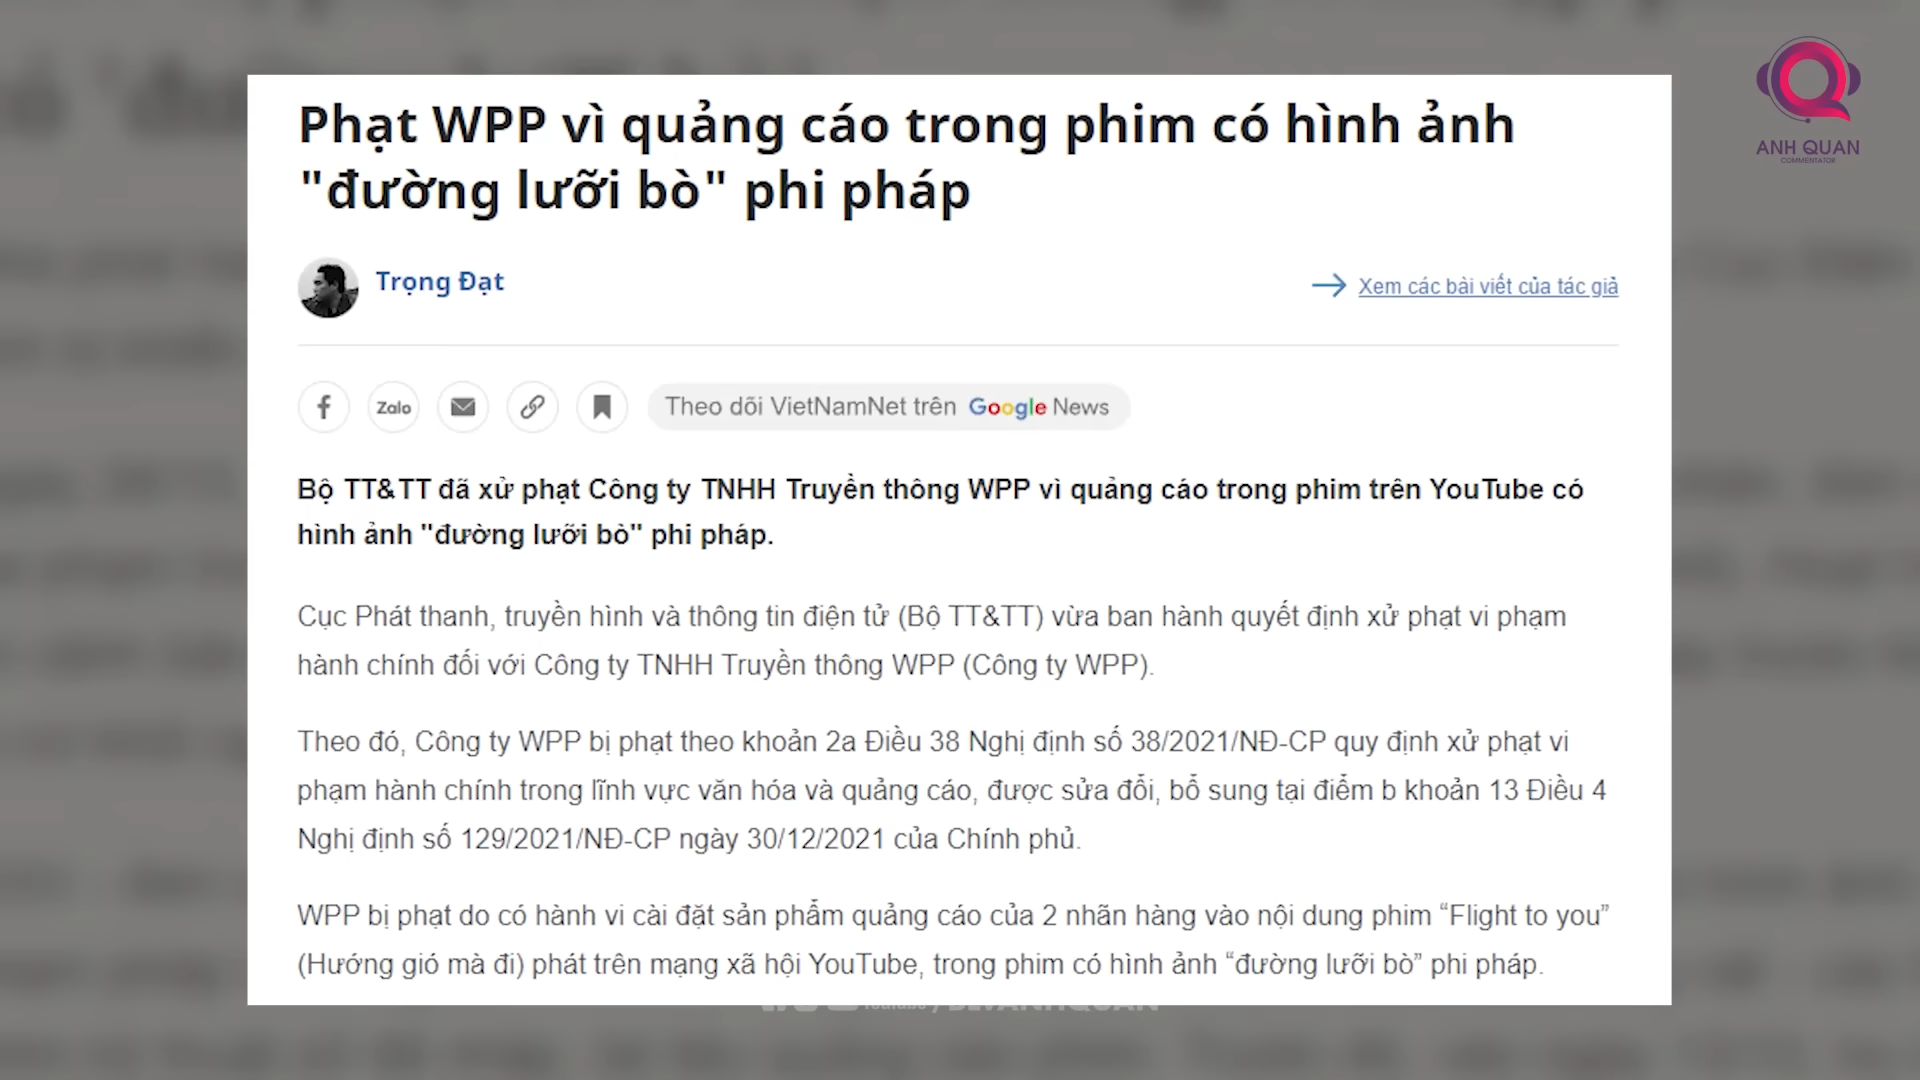 Phạt WPP vì quảng cáo trong phim có hình ảnh
"đường lưỡi bò" phi pháp
Trọng Đạt
Xem các bài viết của tác giả
Zalo
Theo dõi VietNamNet trên Google News
Bộ TT&TT đã xử phạt Công ty TNHH Truyền thông WPP vì quảng cáo trong phim trên YouTube có
hình ảnh "đường lưỡi bò" phi pháp.
Cục Phát thanh, truyền hình và thông tin điện tử (Bộ TT&TT) vừa ban hành quyết định xử phạt vi phạm
hành chính đối với Công ty TNHH Truyền thông WPP (Công ty WPP).
Theo đó, Công ty WPP bị phạt theo khoản 2a Điều 38 Nghị định số 38/2021/NĐ-CP quy định xử phạt vi
phạm hành chính trong lĩnh vực văn hóa và quảng cáo, được sửa đổi, bổ sung tại điểm b khoản 13 Điều 4
Nghị định số 129/2021/NĐ-CP ngày 30/12/2021 của Chính phủ.
WPP bị phạt do có hành vi cài đặt sản phẩm quảng cáo của 2 nhãn hàng vào nội dung phim “Flight to you”
(Hướng gió mà đi) phát trên mạng xã hội YouTube, trong phim có hình ảnh “đường lưỡi bò” phi pháp.
ANH QUAN
COMMENTATOR